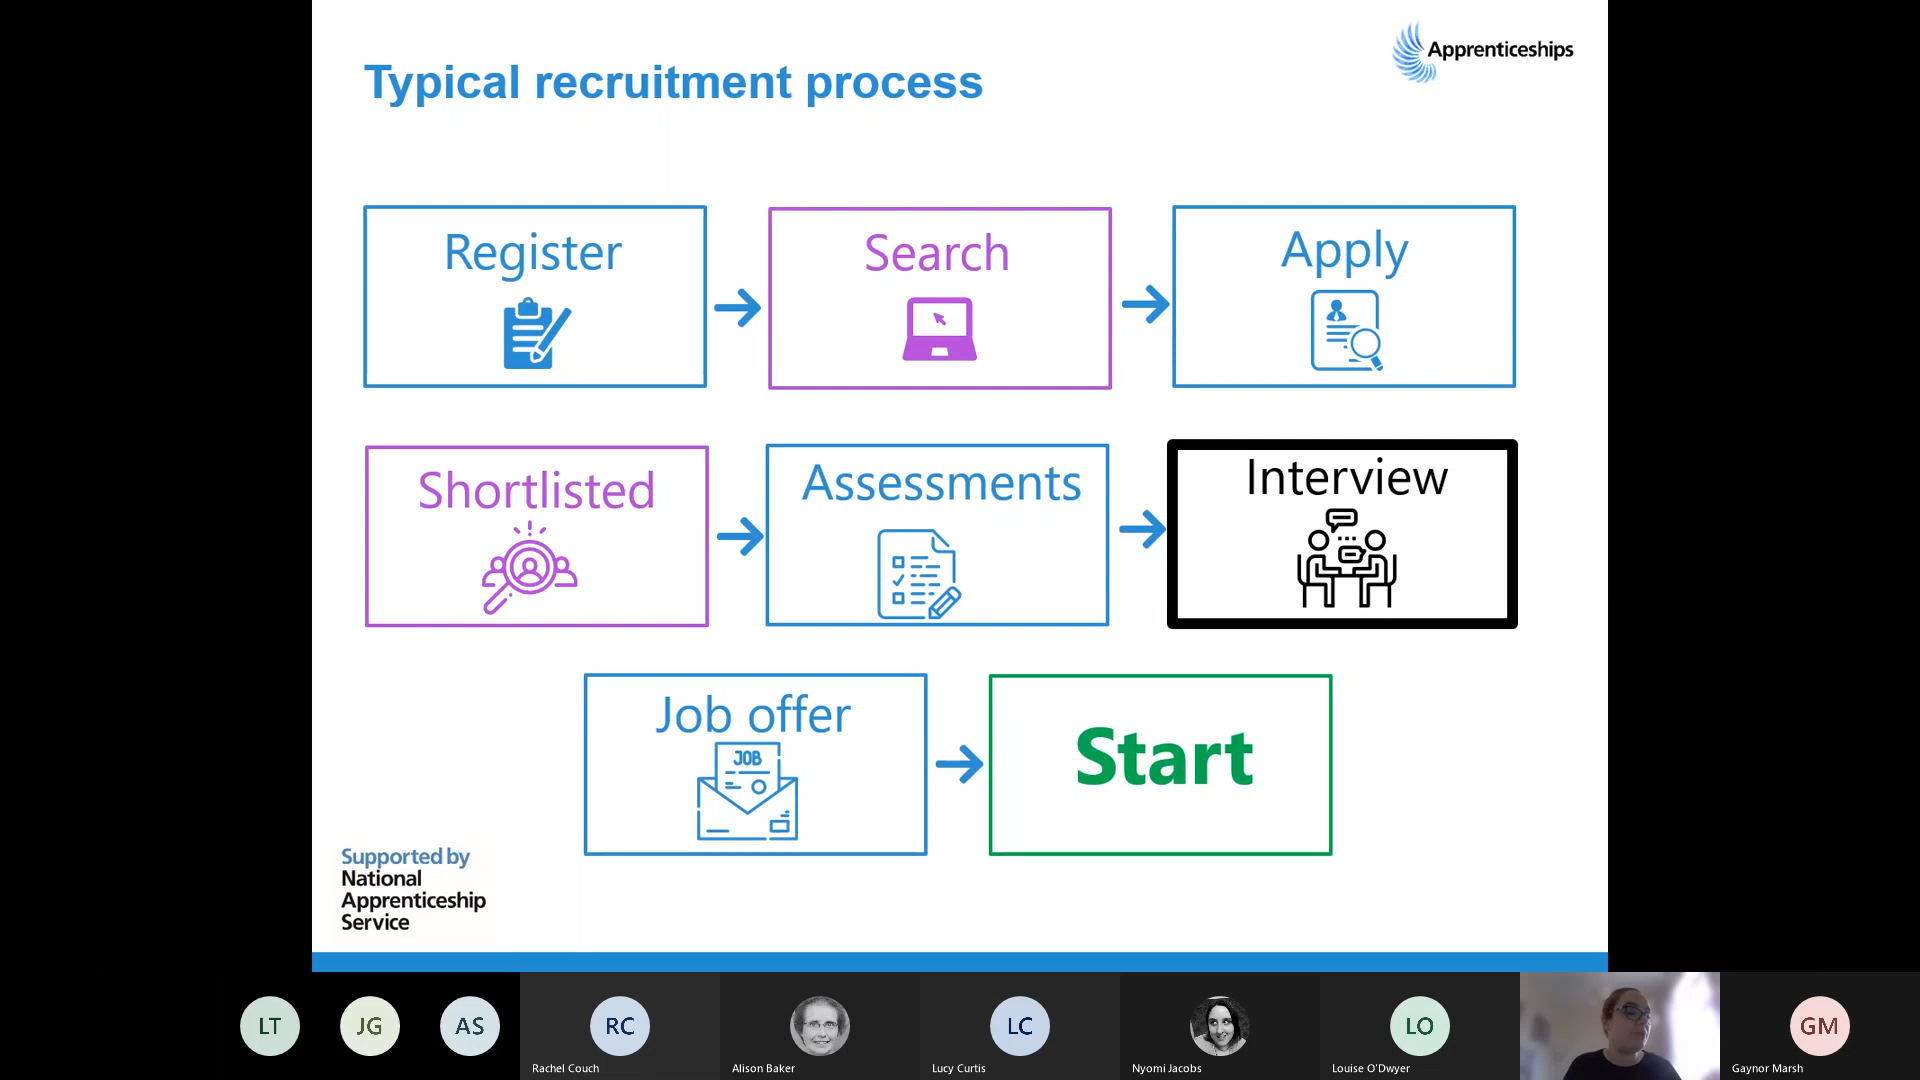 Typical recruitment process
Apprenticeships
Register
Search
Apply
Shortlisted
Assessments
Interview
Job offer
JOB
Start
Supported by
National
Apprenticeship
Service
LT
JG
AS
RC
LC
LO
GM
Rachel Couch
Alison Baker
Lucy Curtis
Nyomi Jacobs
Louise O'Dwyer
Gaynor Marsh